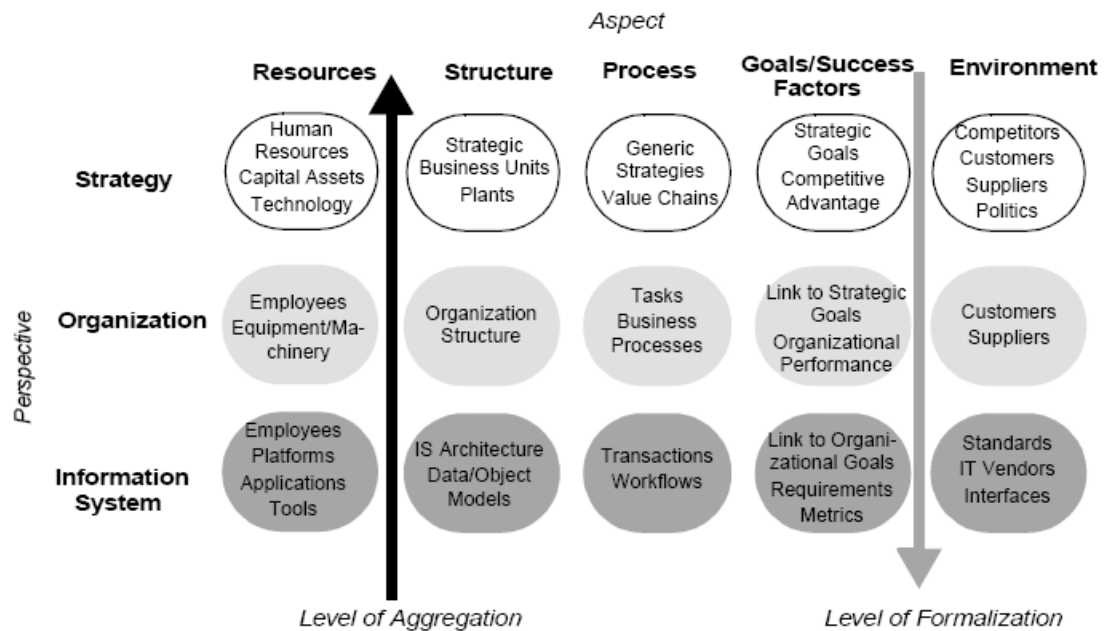 Aspect
Resources
Structure
Process
Goals/Success
Factors
Environment
Perspective
Strategy
Human
Resources
Capital Assets
Technology
Strategic
Business Units
Plants
Generic
Strategies
Value Chains
Strategic
Goals
Competitive
Advantage
Competitors
Customers
Suppliers
Politics
Organization
Employees
Equipment/Ma-
chinery
Organization
Structure
Tasks
Business
Processes
Link to Strategic
Goals
Organizational
Performance
Customers
Suppliers
Information
System
Employees
Platforms
Applications
Tools
IS Architecture
Data/Object
Models
Transactions
Workflows
Link to Organi-
zational Goals
Requirements
Metrics
Standards
IT Vendors
Interfaces
Level of Aggregation
Level of Formalization